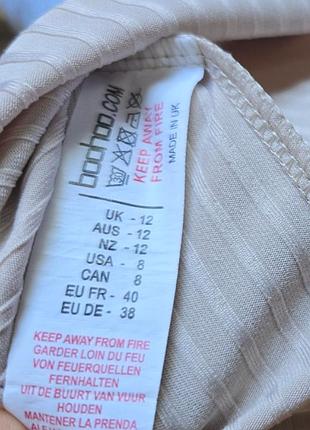 boohoo.COM
30
KEEP AWAY
FROM FIRE
MADE IN UK
UK - 12
AUS - 12
NZ - 12
USA - 8
CAN - 8
EU FR - 40
EU DE - 38
KEEP AWAY FROM FIRE
GARDER LOIN DU FEU
VON FEUERQUELLEN
FERNHALTEN
UIT DE BUURT VAN VUUR
HOUDEN
MANTENER LA PRENDA